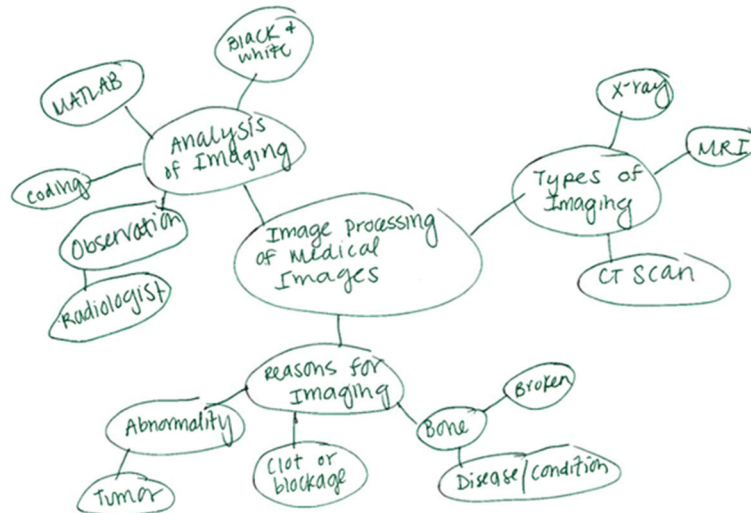 Black &
white
MATLAB
Analysis
of Imaging
coding
Observation
Radiologist
X-ray
MRI
Types of
Imaging
CT Scan
Image Processing
of Medical
Images
Reasons for
Imaging
Abnormality
Tumor
Clot or
blockage
Bone
Broken
Disease/condition